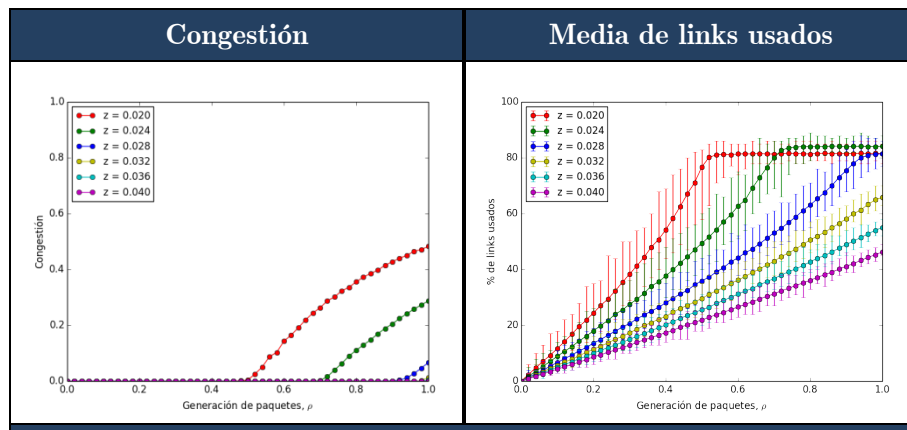 Congestión
Media de links usados
1.0
0.8
0.6
0.4
0.2
0.0
z = 0.020
z = 0.024
z = 0.028
z = 0.032
z = 0.036
z = 0.040
Congestión
0.0 0.2 0.4 0.6 0.8 1.0
Generación de paquetes, ρ
100
80
60
40
20
0
z = 0.020
z = 0.024
z = 0.028
z = 0.032
z = 0.036
z = 0.040
% de links usados
0.0 0.2 0.4 0.6 0.8 1.0
Generación de paquetes, ρ